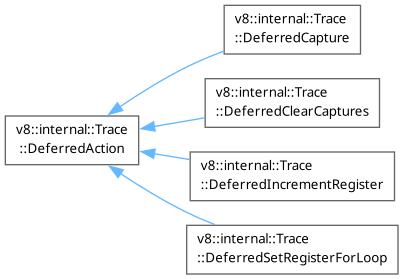 v8::internal::Trace
::DeferredCapture
v8::internal::Trace
::DeferredClearCaptures
v8::internal::Trace
::DeferredAction
v8::internal::Trace
::DeferredIncrementRegister
v8::internal::Trace
::DeferredSetRegisterForLoop